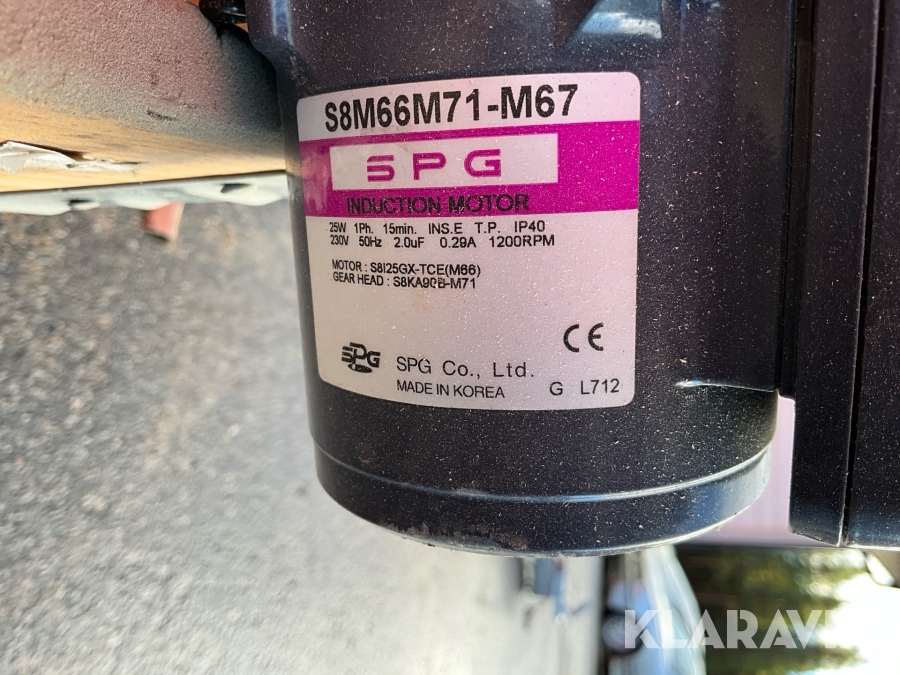 S8M66M71-M67
SPG
INDUCTION MOTOR
25W 1Ph. 15min. INS.E T.P. IP40
230V 50Hz 2.0uF 0.29A 1200RPM
MOTOR : S8I25GX-TCE(M66)
GEAR HEAD : S8KA90B-M71
CE
SPG SPG Co., Ltd.
MADE IN KOREA G L712